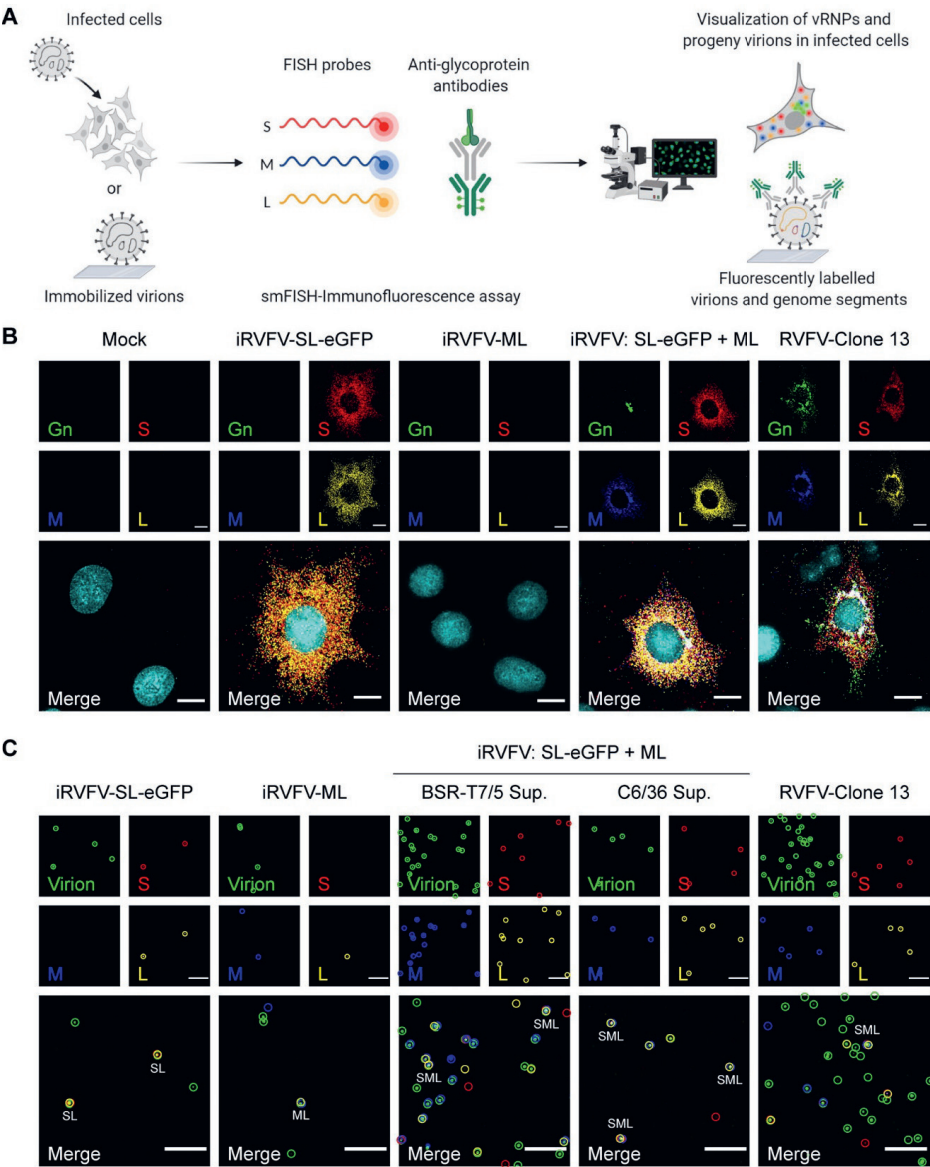 A
Infected cells
or
Immobilized virions
FISH probes
S
M
L
Anti-glycoprotein
antibodies
smFISH-Immunofluorescence assay
Visualization of vRNPs and
progeny virions in infected cells
Fluorescently labelled
virions and genome segments
B
Mock
iRVFV-SL-eGFP
iRVFV-ML
iRVFV: SL-eGFP + ML
RVFV-Clone 13
Gn S Gn S Gn S Gn S Gn S
M L M L M L M L M L
Merge Merge Merge Merge Merge
C
iRVFV: SL-eGFP + ML
iRVFV-SL-eGFP
iRVFV-ML
BSR-T7/5 Sup.
C6/36 Sup.
RVFV-Clone 13
Virion S Virion S Virion S Virion S Virion S
M L M L M L M L M L
SL
SL
Merge
ML
Merge
SML
SML
Merge
SML
SML
SML
Merge
SML
Merge